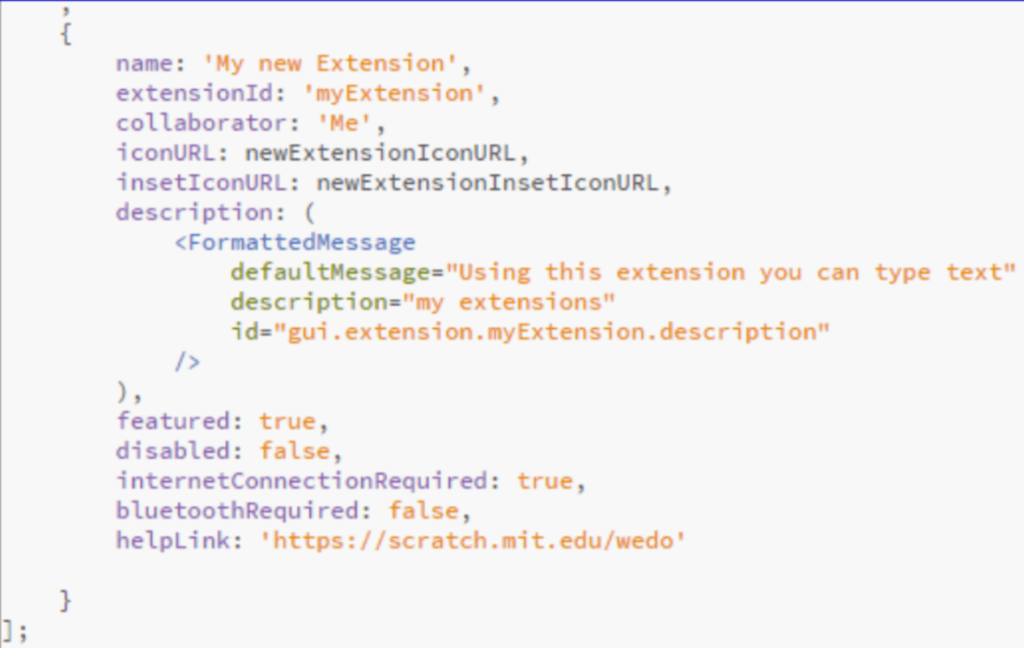 ,
{
name: 'My new Extension',
extensionId: 'myExtension',
collaborator: 'Me',
iconURL: newExtensionIconURL,
insetIconURL: newExtensionInsetIconURL,
description: (
<FormattedMessage
defaultMessage="Using this extension you can type text"
description="my extensions"
id="gui.extension.myExtension.description"
/>
),
featured: true,
disabled: false,
internetConnectionRequired: true,
bluetoothRequired: false,
helpLink: 'https://scratch.mit.edu/wedo'
}
];